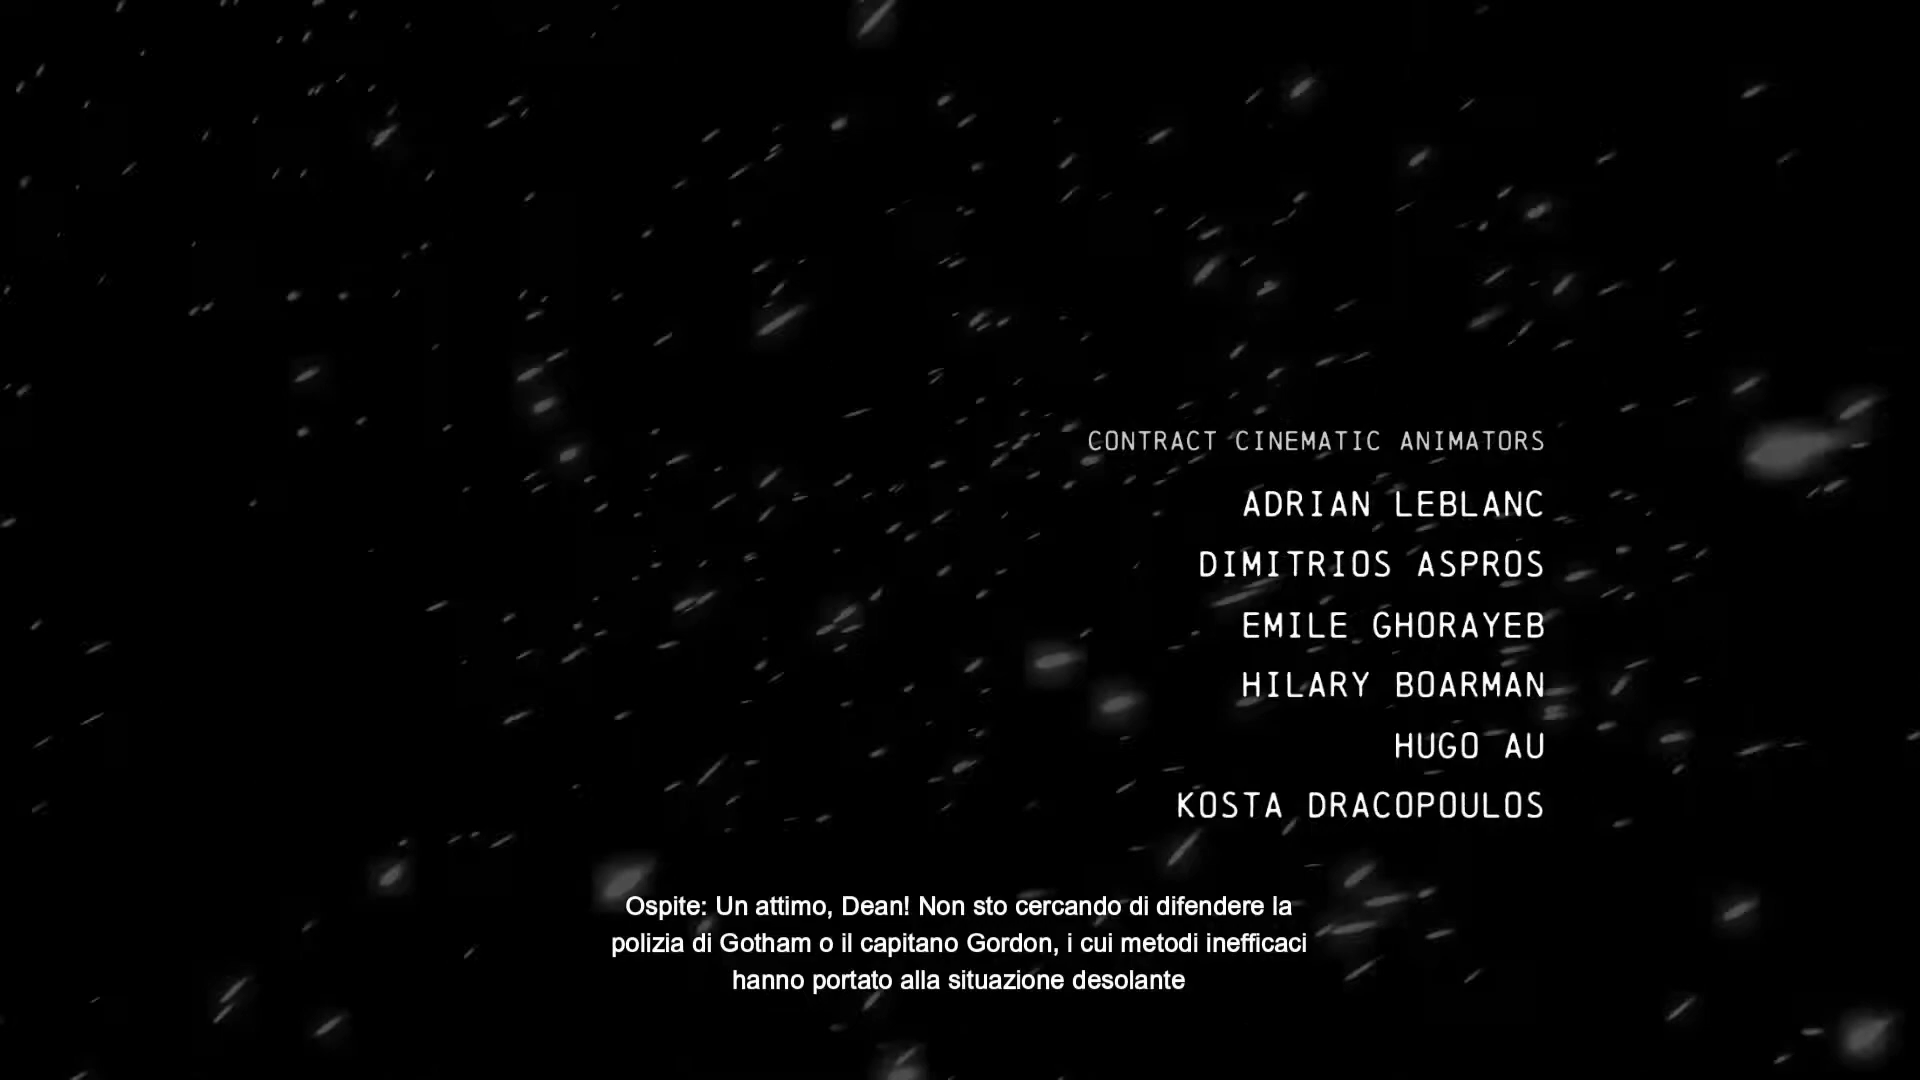 CONTRACT CINEMATIC ANIMATORS
ADRIAN LEBLANC
DIMITRIOS ASPROS
EMILE GHORAYEB
HILARY BOARMAN
HUGO AU
KOSTA DRACOPOULOS
Ospite: Un attimo, Dean! Non sto cercando di difendere la
polizia di Gotham o il capitano Gordon, i cui metodi inefficaci
hanno portato alla situazione desolante